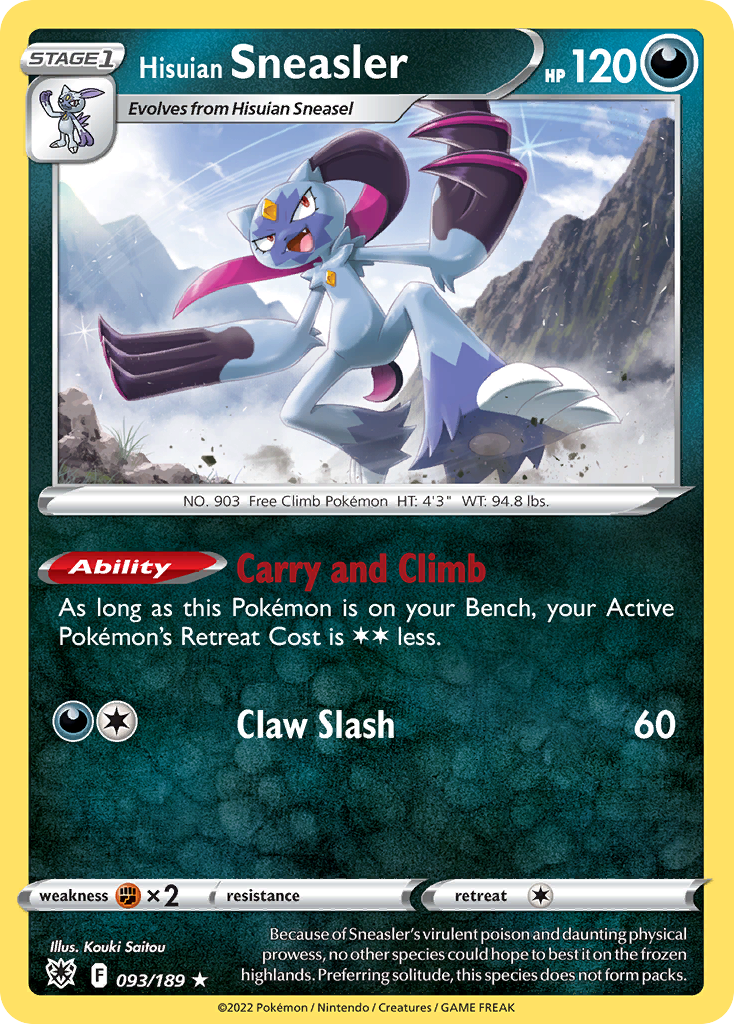 STAGE 1
Hisuian Sneasler
HP 120
Evolves from Hisuian Sneasel
NO. 903 Free Climb Pokémon HT: 4'3" WT: 94.8 lbs.
Ability Carry and Climb
As long as this Pokémon is on your Bench, your Active
Pokémon's Retreat Cost is ✶✶ less.
Claw Slash 60
weakness ×2 resistance retreat
Illus. Kouki Saitou
F 093/189 ★
Because of Sneasler's virulent poison and daunting physical
prowess, no other species could hope to best it on the frozen
highlands. Preferring solitude, this species does not form packs.
©2022 Pokémon / Nintendo / Creatures / GAME FREAK